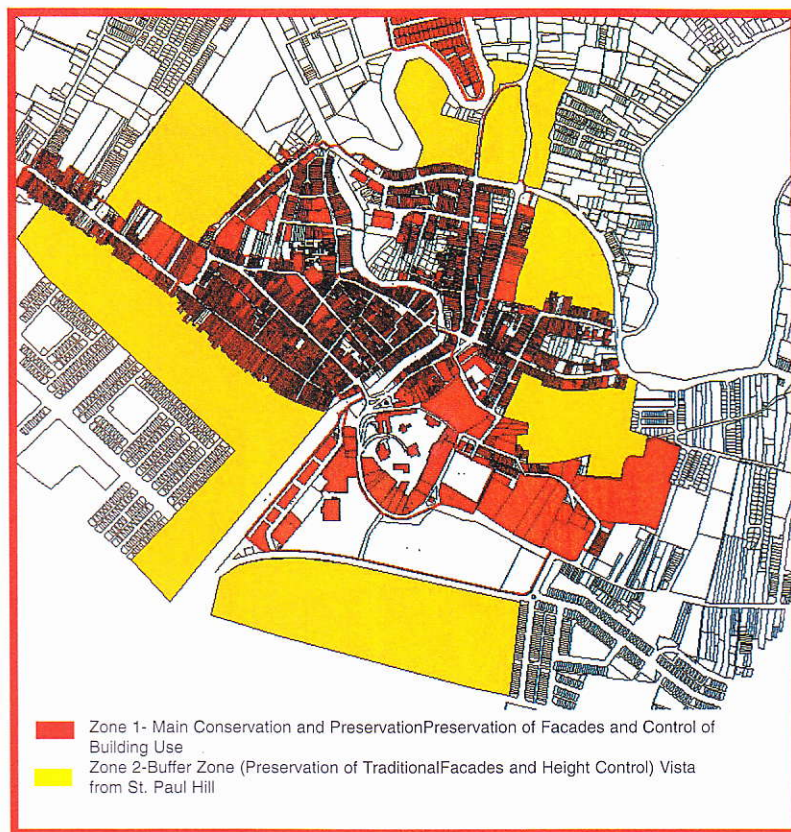 Zone 1- Main Conservation and PreservationPreservation of Facades and Control of
Building Use
Zone 2-Buffer Zone (Preservation of TraditionalFacades and Height Control) Vista
from St. Paul Hill